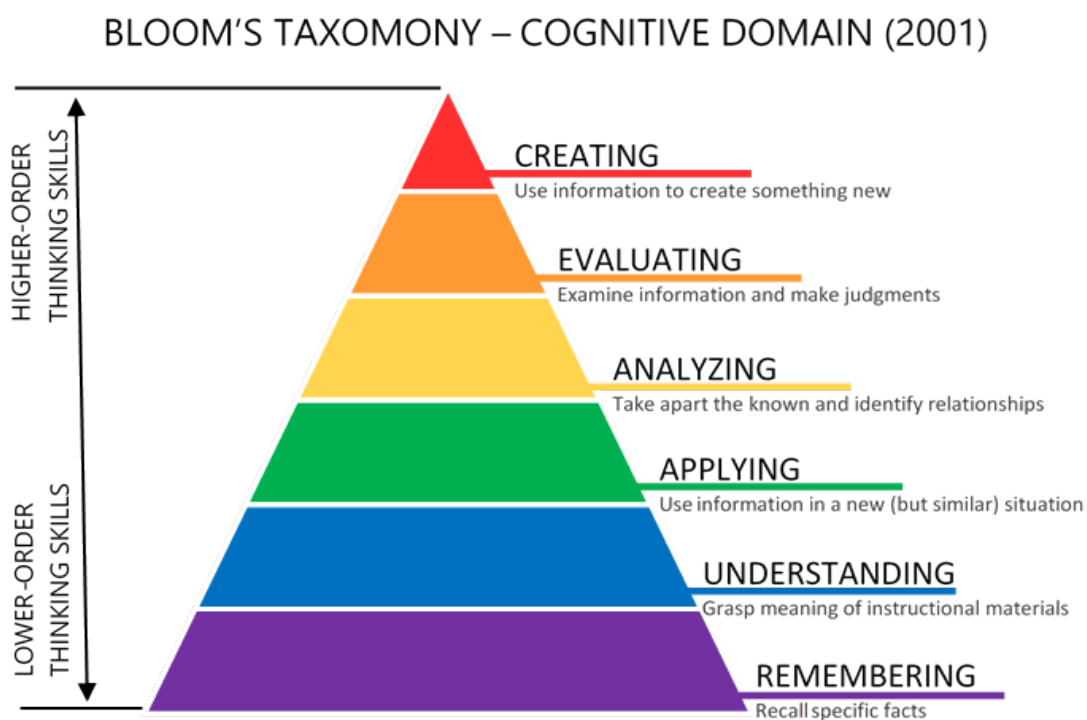 BLOOM’S TAXOMONY – COGNITIVE DOMAIN (2001)
HIGHER-ORDER
THINKING SKILLS
LOWER-ORDER
THINKING SKILLS
CREATING
Use information to create something new
EVALUATING
Examine information and make judgments
ANALYZING
Take apart the known and identify relationships
APPLYING
Use information in a new (but similar) situation
UNDERSTANDING
Grasp meaning of instructional materials
REMEMBERING
Recall specific facts